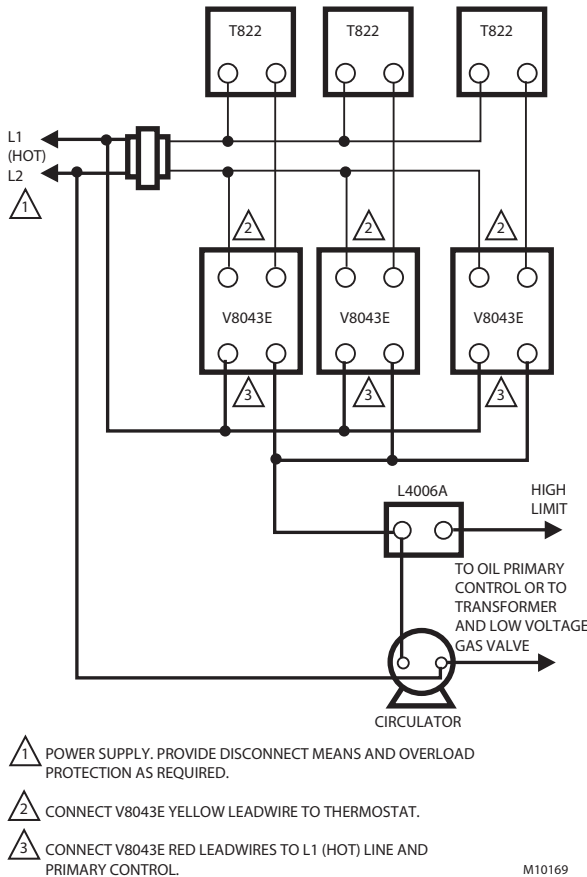 T822
T822
T822
L1
(HOT)
L2
1
2
2
2
V8043E
V8043E
V8043E
3
3
3
L4006A
HIGH
LIMIT
TO OIL PRIMARY
CONTROL OR TO
TRANSFORMER
AND LOW VOLTAGE
GAS VALVE
CIRCULATOR
1 POWER SUPPLY. PROVIDE DISCONNECT MEANS AND OVERLOAD
PROTECTION AS REQUIRED.
2 CONNECT V8043E YELLOW LEADWIRE TO THERMOSTAT.
3 CONNECT V8043E RED LEADWIRES TO L1 (HOT) LINE AND
PRIMARY CONTROL.
M10169